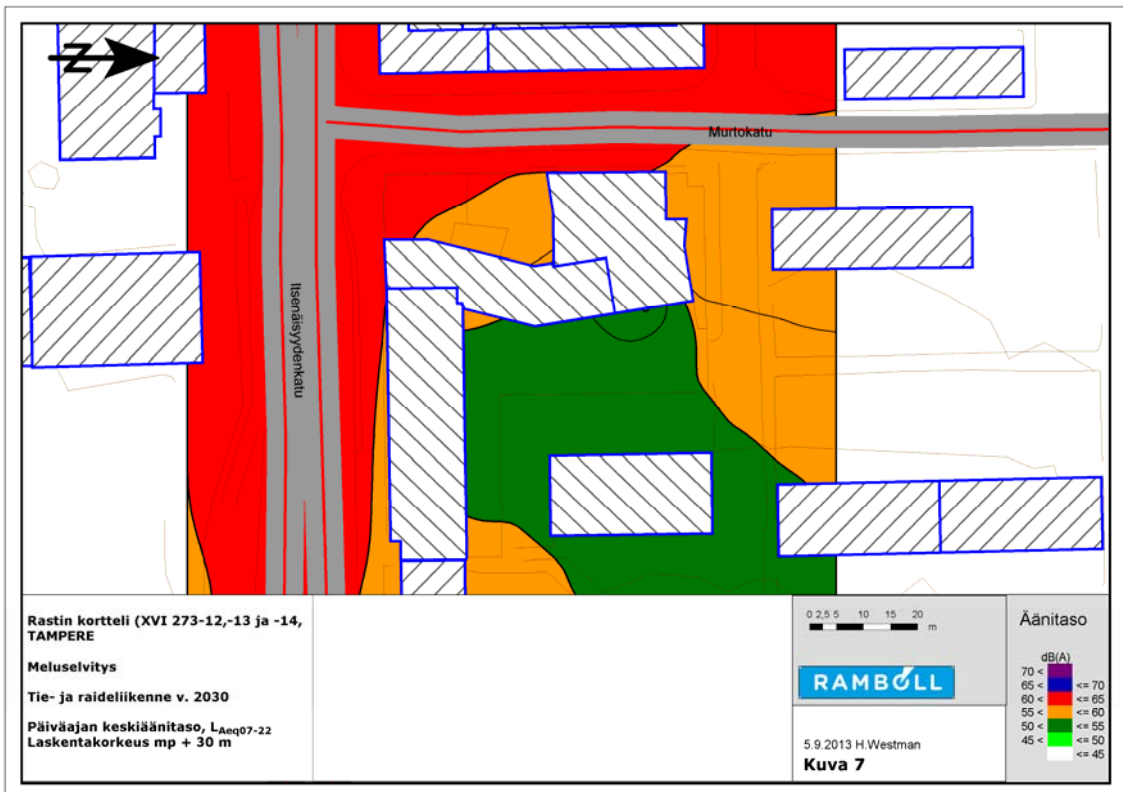 N
Murtokatu
Itsenäisyydenkatu
Rastin kortteli (XVI 273-12,-13 ja -14,
TAMPERE
Meluselvitys
Tie- ja raideliikenne v. 2030
Päiväajan keskiäänitaso, LAeq07-22
Laskentakorkeus mp + 30 m
0 2,5 5 10 15 20
m
RAMBOLL
5.9.2013 H.Westman
Kuva 7
Äänitaso
dB(A)
70 <
65 < <= 70
60 < <= 65
55 < <= 60
50 < <= 55
45 < <= 50
<= 45